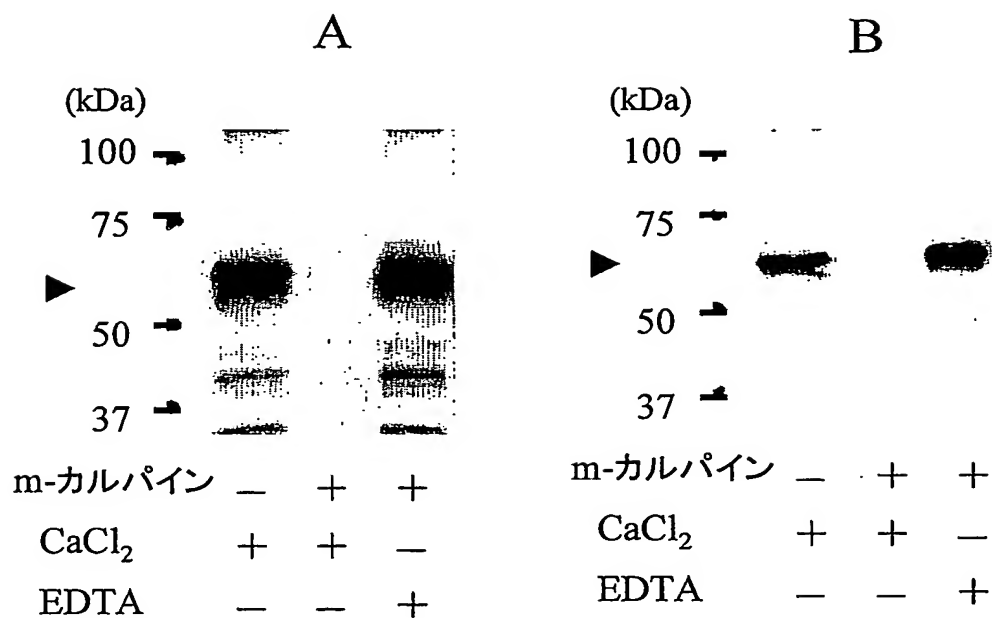 A
(kDa)
100
75
50
37
m-カルパイン − + +
CaCl₂ + + −
EDTA − − +
B
(kDa)
100
75
50
37
m-カルパイン − + +
CaCl₂ + + −
EDTA − − +